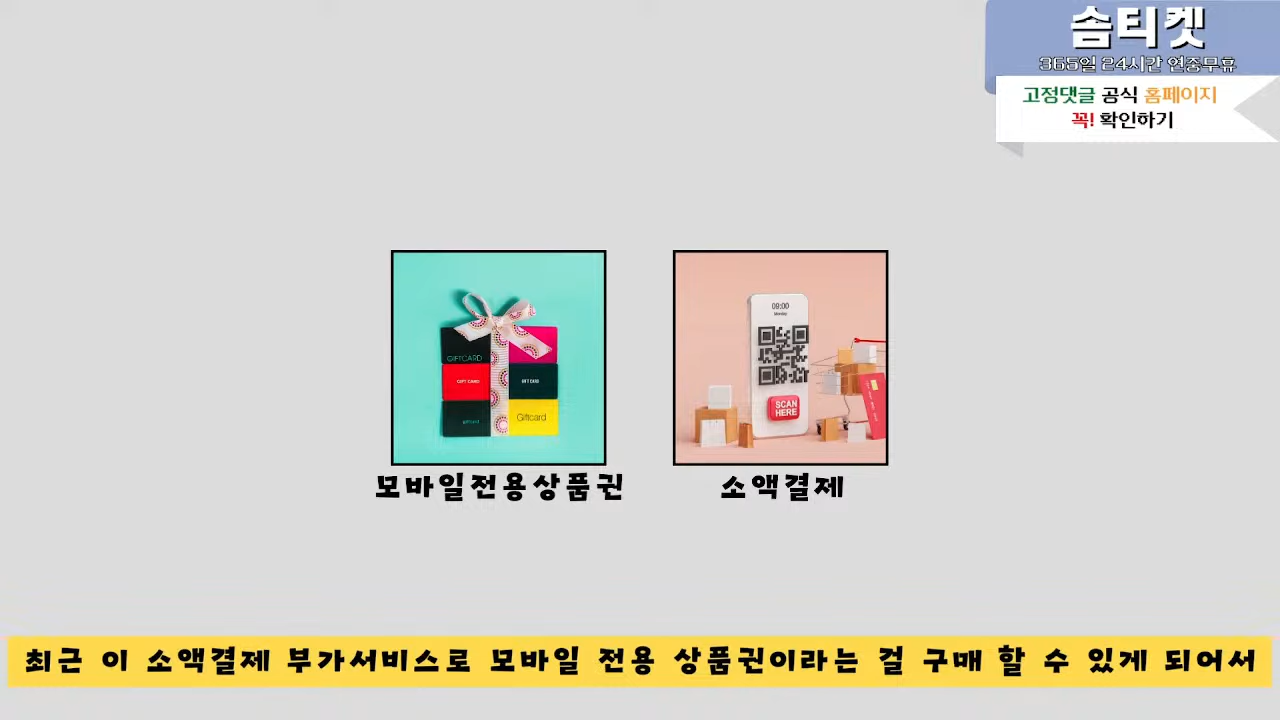 솜티켓
365일 24시간 연중무휴
고정댓글 공식 홈페이지
꼭! 확인하기
GIFTCARD
GIFT CARD
giftcard
Giftcard
09:00
Monday
SCAN
HERE
모바일전용상품권
소액결제
최근 이 소액결제 부가서비스로 모바일 전용 상품권이라는 걸 구매 할 수 있게 되어서